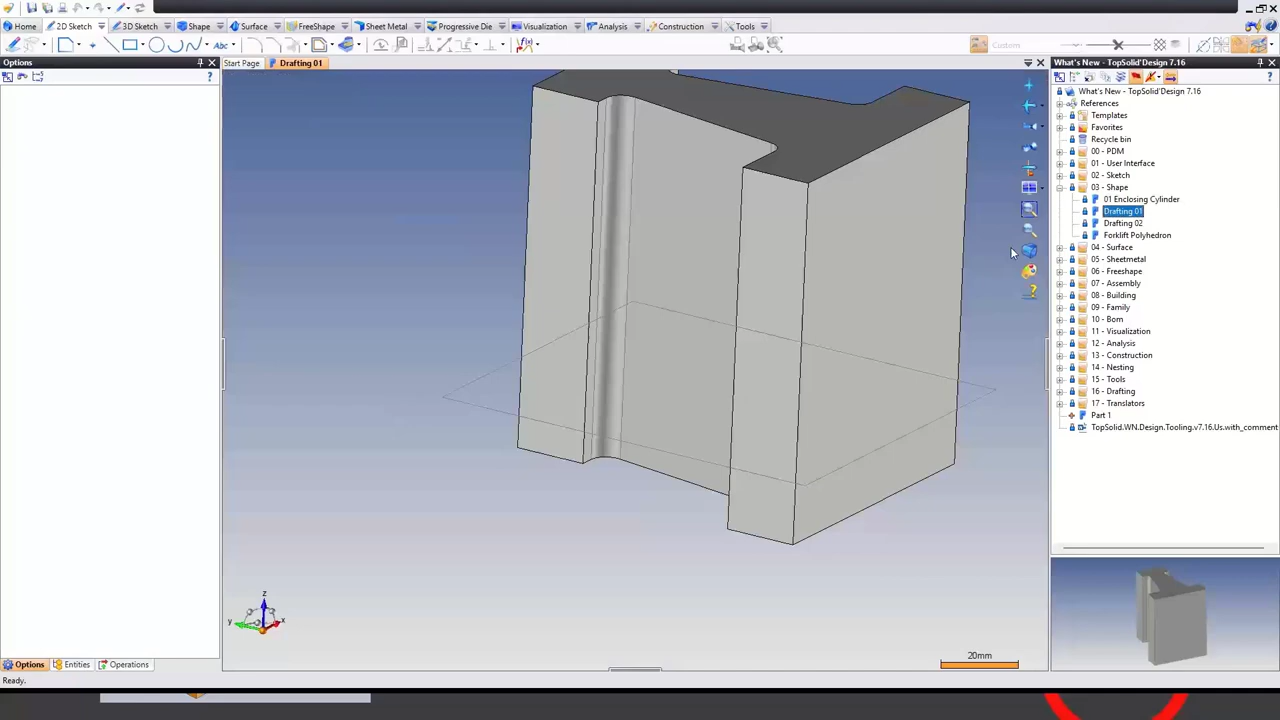 Home 2D Sketch 3D Sketch Shape Surface FreeShape Sheet Metal Progressive Die Visualization Analysis Construction Tools
Abc f(x) Custom
Options
Start Page Drafting 01
What's New - TopSolid'Design 7.16
What's New - TopSolid'Design 7.16
References
Templates
Favorites
Recycle bin
00 - PDM
01 - User Interface
02 - Sketch
03 - Shape
01 Enclosing Cylinder
Drafting 01
Drafting 02
Forklift Polyhedron
04 - Surface
05 - Sheetmetal
06 - Freeshape
07 - Assembly
08 - Building
09 - Family
10 - Bom
11 - Visualization
12 - Analysis
13 - Construction
14 - Nesting
15 - Tools
16 - Drafting
17 - Translators
Part 1
TopSolid.WN.Design.Tooling.v7.16.Us.with_comment
z
y
x
20mm
Options Entities Operations
Ready.